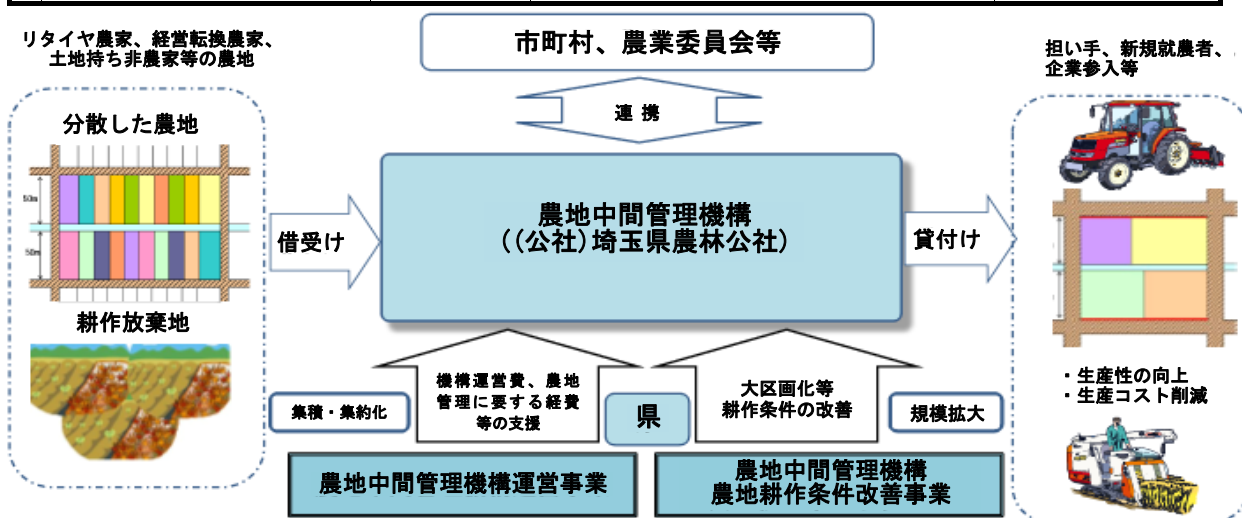 市町村、農業委員会等
リタイヤ農家、経営転換農家、
土地持ち非農家等の農地
担い手、新規就農者、
企業参入等
連 携
分散した農地
50m
50m
農地中間管理機構
((公社)埼玉県農林公社)
借受け
貸付け
耕作放棄地
機構運営費、農地
管理に要する経費
等の支援
大区画化等
耕作条件の改善
・生産性の向上
・生産コスト削減
集積・集約化
県
規模拡大
農地中間管理機構運営事業
農地中間管理機構
農地耕作条件改善事業